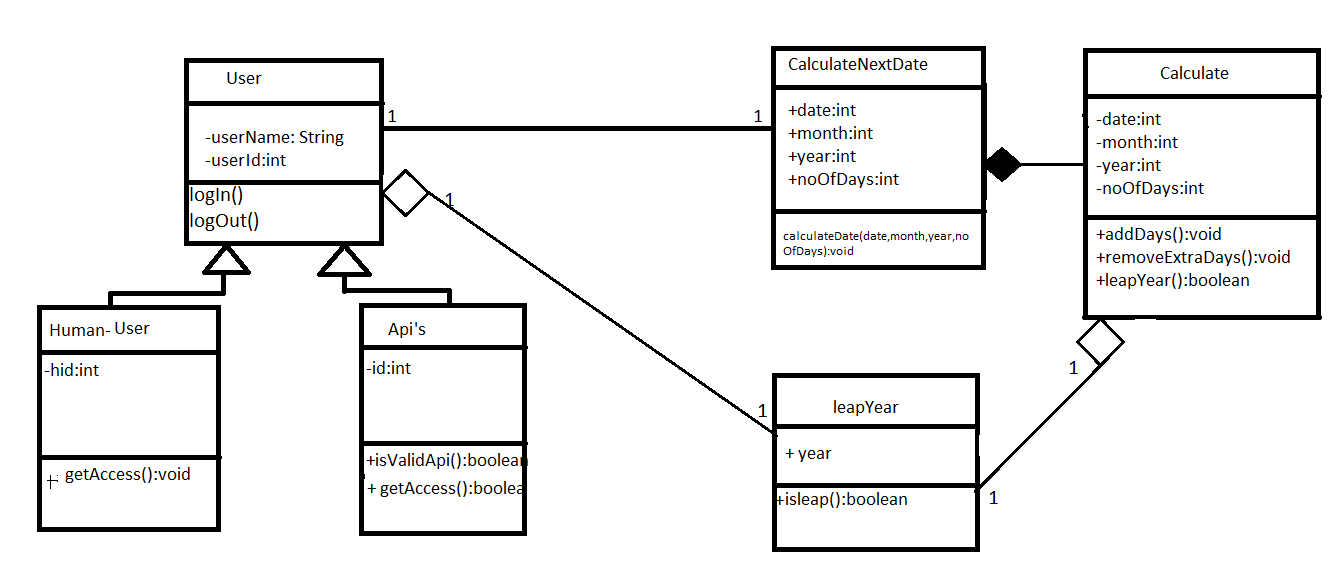 User
-userName: String
-userId:int
logIn()
logOut()
1
1
1
CalculateNextDate
+date:int
+month:int
+year:int
+noOfDays:int
calculateDate(date,month,year,no
OfDays):void
Calculate
-date:int
-month:int
-year:int
-noOfDays:int
+addDays():void
+removeExtraDays():void
+leapYear():boolean
Human-User
-hid:int
+ getAccess():void
Api's
-id:int
+isValidApi():boolean
+ getAccess():boolea
1
leapYear
+ year
+isleap():boolean
1
1